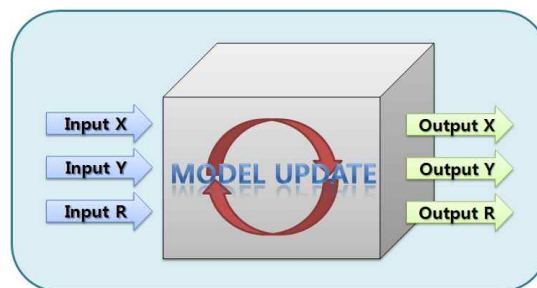 Input X
Input Y
Input R
MODEL UPDATE
Output X
Output Y
Output R